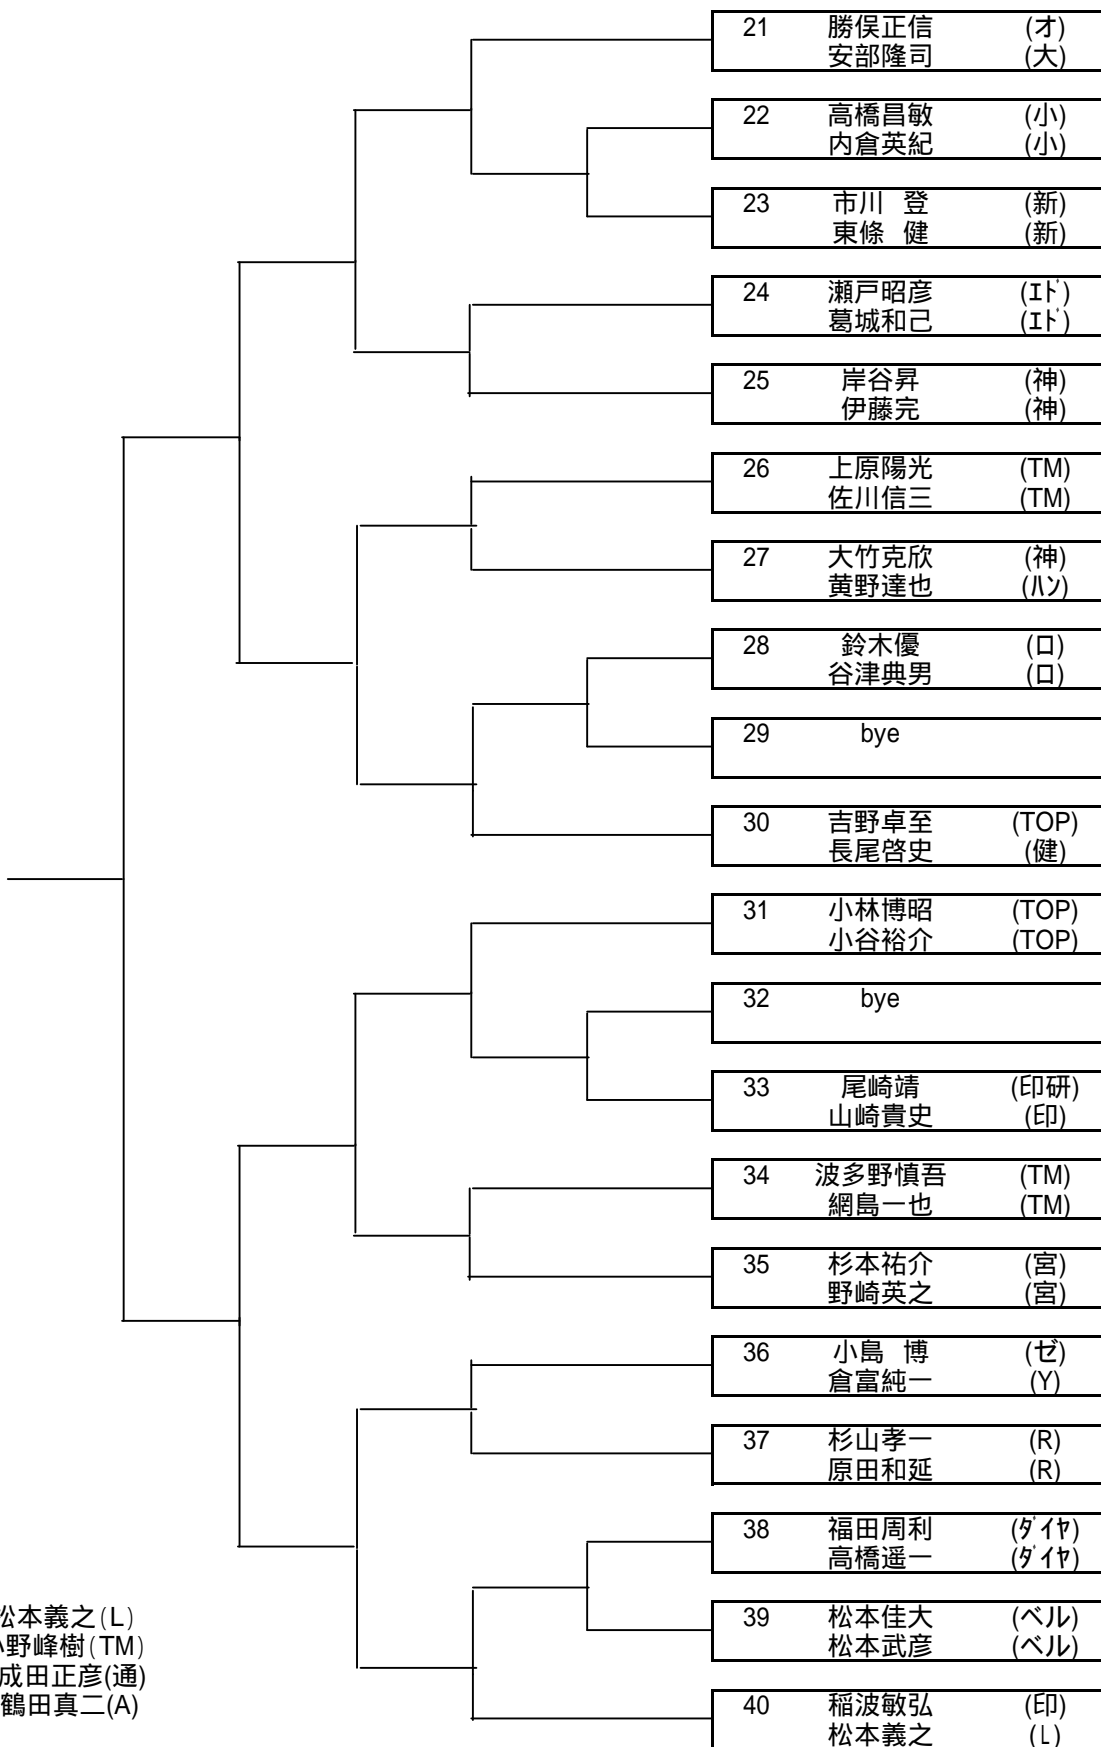 21 勝俣正信 (オ)
安部隆司 (大)
22 高橋昌敏 (小)
内倉英紀 (小)
23 市川 登 (新)
東條 健 (新)
24 瀬戸昭彦 (ｴﾄﾞ)
葛城和己 (ｴﾄﾞ)
25 岸谷昇 (神)
伊藤完 (神)
26 上原陽光 (TM)
佐川信三 (TM)
27 大竹克欣 (神)
黄野達也 (ﾊﾝ)
28 鈴木優 (ロ)
谷津典男 (ロ)
29 bye
30 吉野卓至 (TOP)
長尾啓史 (健)
31 小林博昭 (TOP)
小谷裕介 (TOP)
32 bye
33 尾崎靖 (印研)
山崎貴史 (印)
34 波多野慎吾 (TM)
網島一也 (TM)
35 杉本祐介 (宮)
野崎英之 (宮)
36 小島 博 (ゼ)
倉富純一 (Y)
37 杉山孝一 (R)
原田和延 (R)
38 福田周利 (ﾀﾞｲﾔ)
高橋遥一 (ﾀﾞｲﾔ)
39 松本佳大 (ベル)
松本武彦 (ベル)
40 稲波敏弘 (印)
松本義之 (L)
松本義之(L)
小野峰樹(TM)
成田正彦(通)
鶴田真二(A)